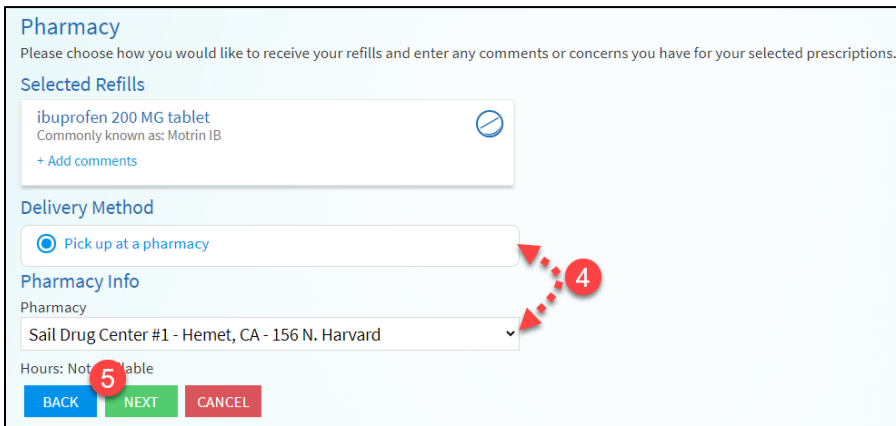 Pharmacy
Please choose how you would like to receive your refills and enter any comments or concerns you have for your selected prescriptions.
Selected Refills
ibuprofen 200 MG tablet
Commonly known as: Motrin IB
+ Add comments
Delivery Method
Pick up at a pharmacy
4
Pharmacy Info
Pharmacy
Sail Drug Center #1 - Hemet, CA - 156 N. Harvard
Hours: Not
5
BACK NEXT CANCEL